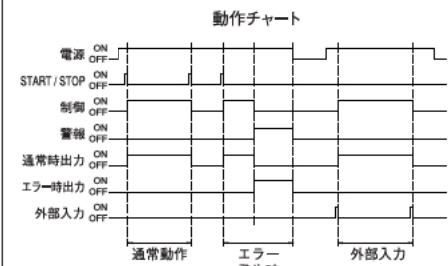 動作チャート
電源 ON
OFF
START / STOP ON
OFF
制御 ON
OFF
警報 ON
OFF
通常時出力 ON
OFF
エラー時出力 ON
OFF
外部入力 ON
OFF
通常動作 エラー 外部入力